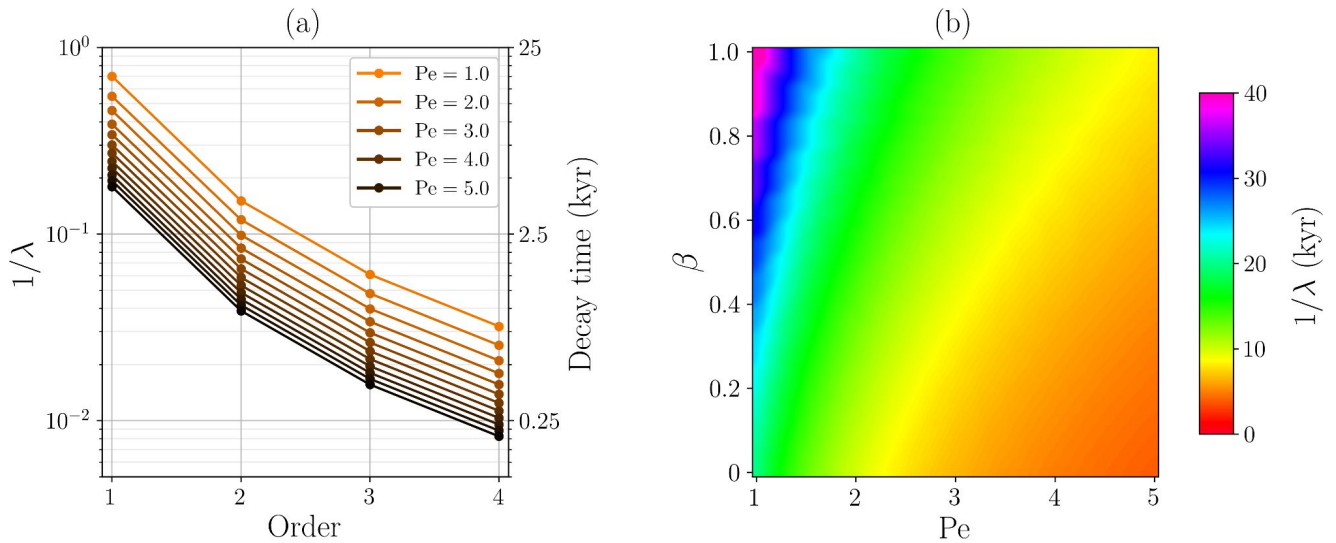 (a)
10⁰
10⁻¹
10⁻²
1/λ
1
2
3
4
Order
25
2.5
0.25
Decay time (kyr)
Pe = 1.0
Pe = 2.0
Pe = 3.0
Pe = 4.0
Pe = 5.0
(b)
1.0
0.8
0.6
0.4
0.2
0
β
1
2
3
4
5
Pe
40
30
20
10
0
1/λ (kyr)